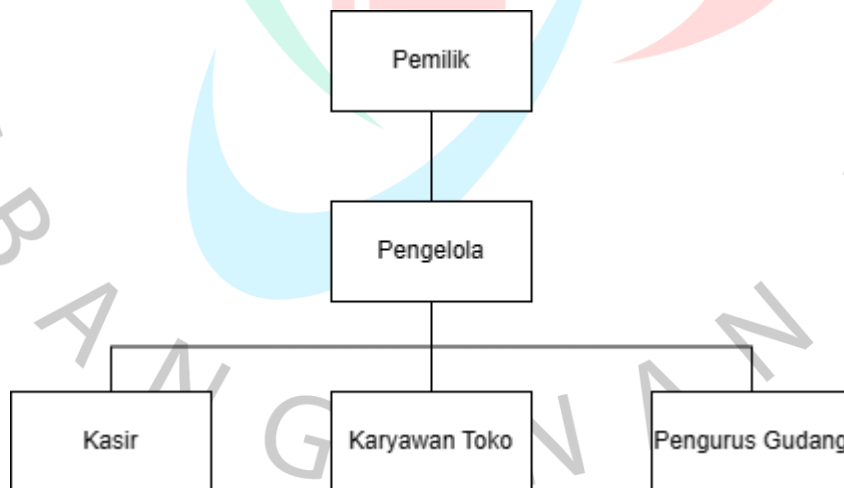 Pemilik
Pengelola
Kasir
Karyawan Toko
Pengurus Gudang